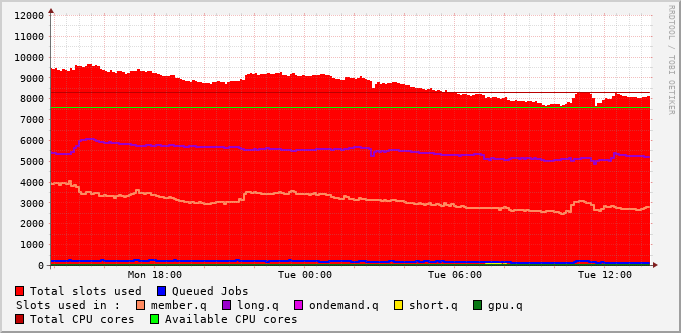 12000
11000
10000
9000
8000
7000
6000
5000
4000
3000
2000
1000
0
Mon 18:00 Tue 00:00 Tue 06:00 Tue 12:00
Total slots used Queued Jobs
Slots used in : member.q long.q ondemand.q short.q gpu.q
Total CPU cores Available CPU cores
RRDTOOL / TOBI OETIKER